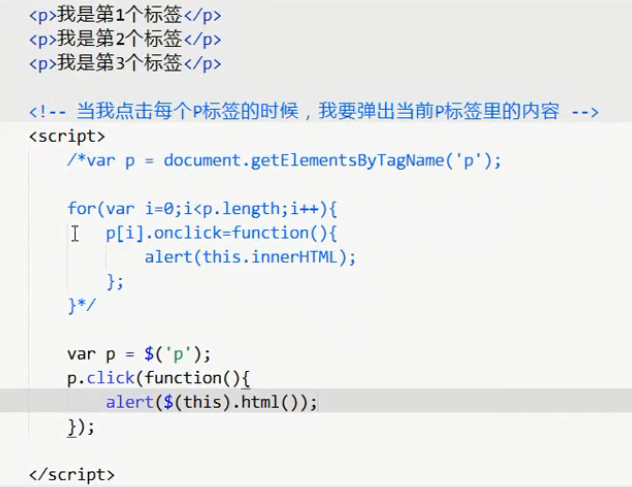 <p>我是第1个标签</p>
<p>我是第2个标签</p>
<p>我是第3个标签</p>
<!-- 当我点击每个P标签的时候，我要弹出当前P标签里的内容 -->
<script>
/*var p = document.getElementsByTagName('p');
for(var i=0;i<p.length;i++){
p[i].onclick=function(){
alert(this.innerHTML);
};
}*/
var p = $('p');
p.click(function(){
alert($(this).html());
});
</script>